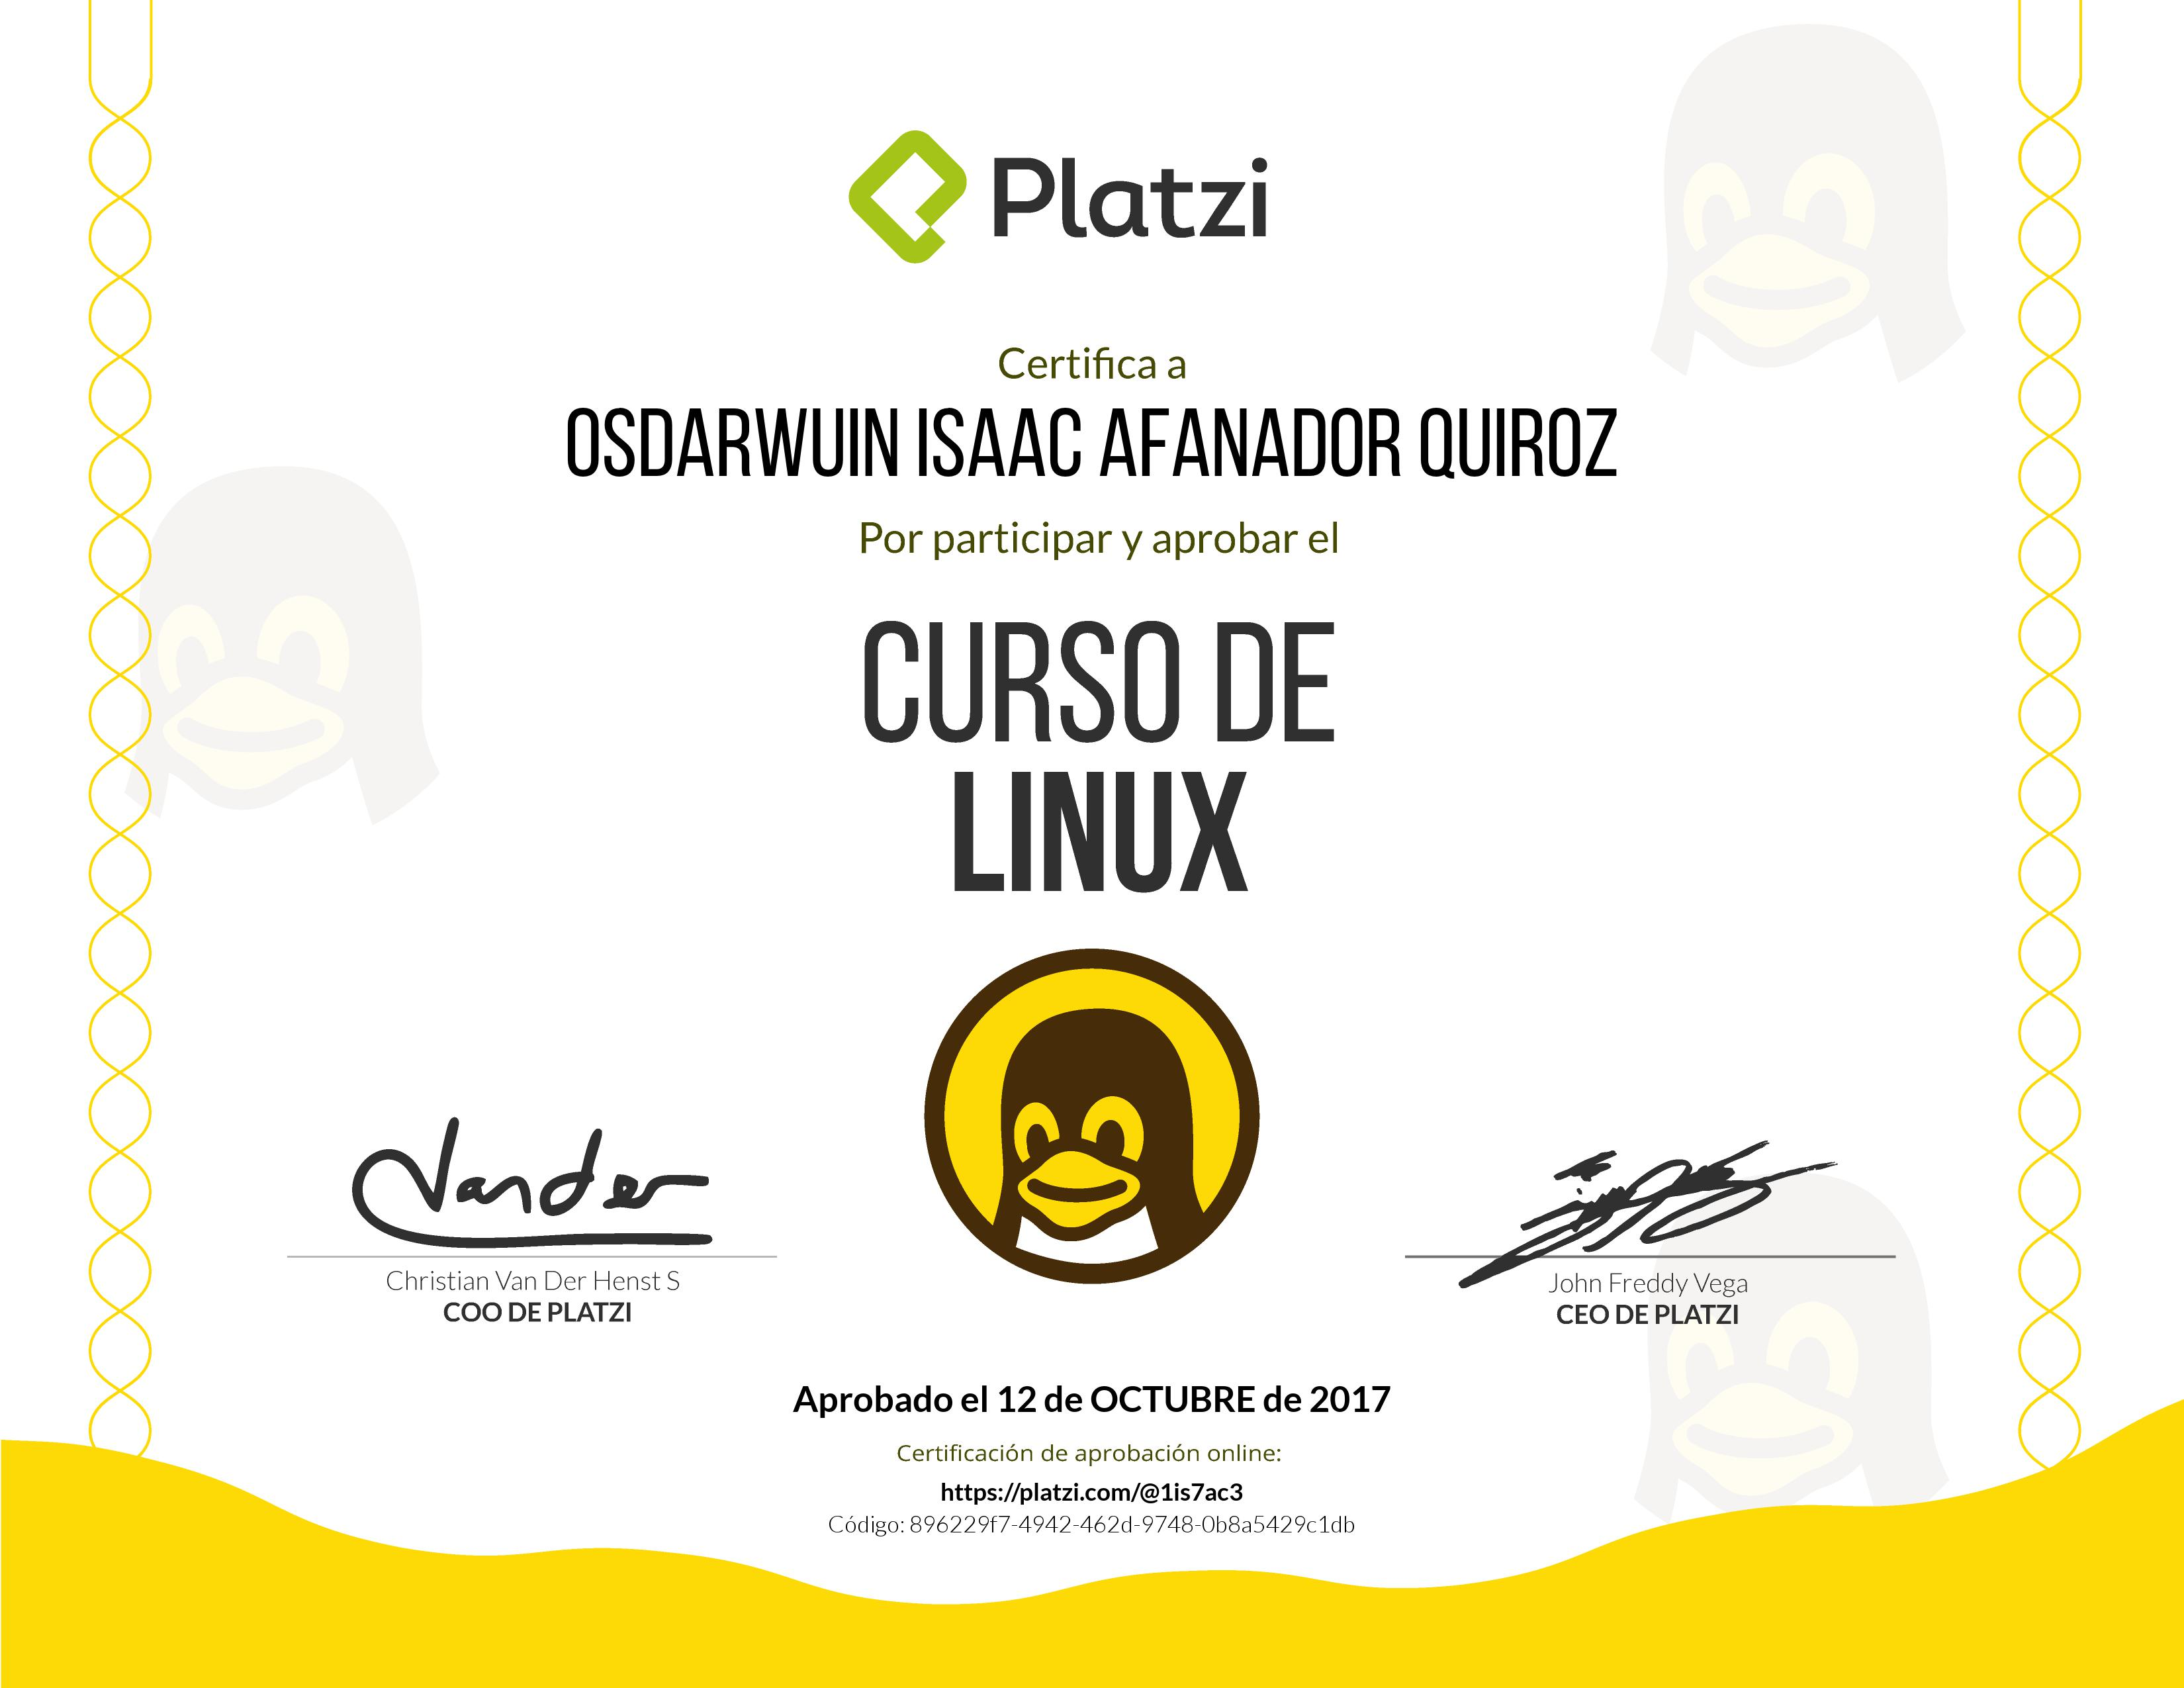 Platzi
Certifica a
OSDARWUIN ISAAC AFANADOR QUIROZ
Por participar y aprobar el
CURSO DE
LINUX
Vander
Christian Van Der Henst S
COO DE PLATZI
John Freddy Vega
CEO DE PLATZI
Aprobado el 12 de OCTUBRE de 2017
Certificación de aprobación online:
https://platzi.com/@1is7ac3
Código: 896229f7-4942-462d-9748-0b8a5429c1db